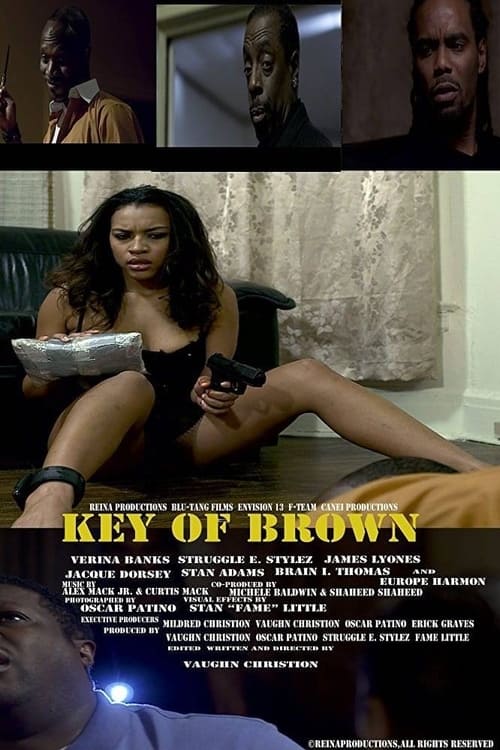 REINA PRODUCTIONS BLU-TANG FILMS ENVISION 13 F-TEAM CANEI PRODUCTIONS
KEY OF BROWN
VERINA BANKS STRUGGLE E. STYLEZ JAMES LYONES
JACQUE DORSEY STAN ADAMS BRAIN I. THOMAS AND
EUROPE HARMON
MUSIC BY CO-PRODUCED BY
ALEX MACK JR. & CURTIS MACK MICHELE BALDWIN & SHAHEED SHAHEED
PHOTOGRAPHED BY VISUAL EFFECTS BY
OSCAR PATINO STAN "FAME" LITTLE
EXECUTIVE PRODUCERS MILDRED CHRISTION VAUGHN CHRISTION OSCAR PATINO ERICK GRAVES
PRODUCED BY VAUGHN CHRISTION OSCAR PATINO STRUGGLE E. STYLEZ FAME LITTLE
EDITED WRITTEN AND DIRECTED BY
VAUGHN CHRISTION
©REINAPRODUCTIONS.ALL RIGHTS RESERVED